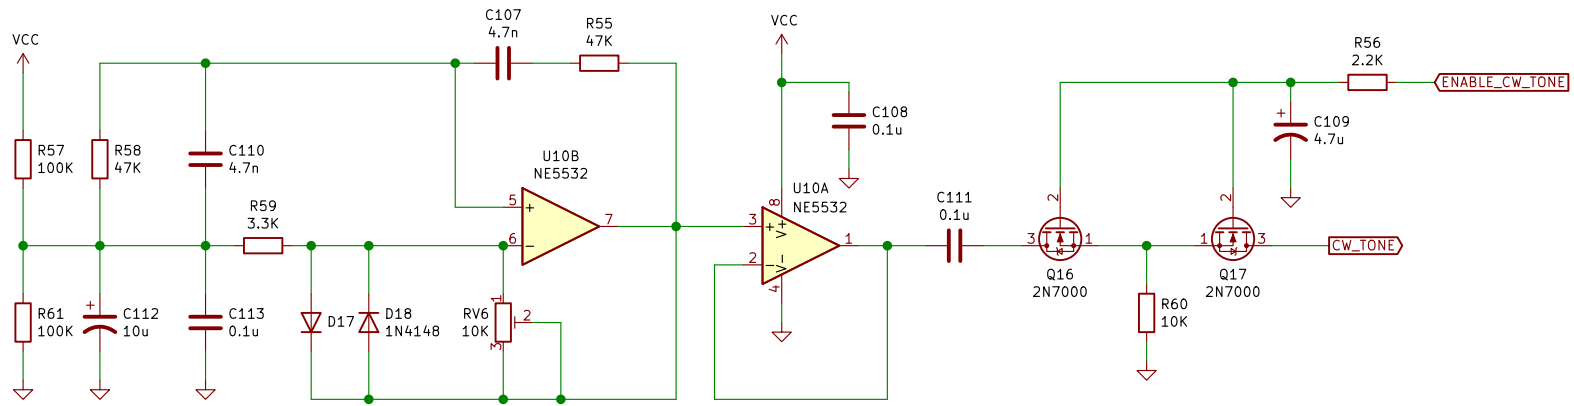 VCC
R57
100K
R58
47K
C110
4.7n
R59
3.3K
R61
100K
C112
10u
C113
0.1u
+
D17
D18
1N4148
RV6
10K
1
2
3
C107
4.7n
R55
47K
U10B
NE5532
5
+
6
-
7
VCC
C108
0.1u
U10A
NE5532
8
V+
3
+
2
-
V-
4
1
C111
0.1u
2
3
1
Q16
2N7000
R60
10K
2
1
3
Q17
2N7000
R56
2.2K
ENABLE_CW_TONE
+
C109
4.7u
CW_TONE